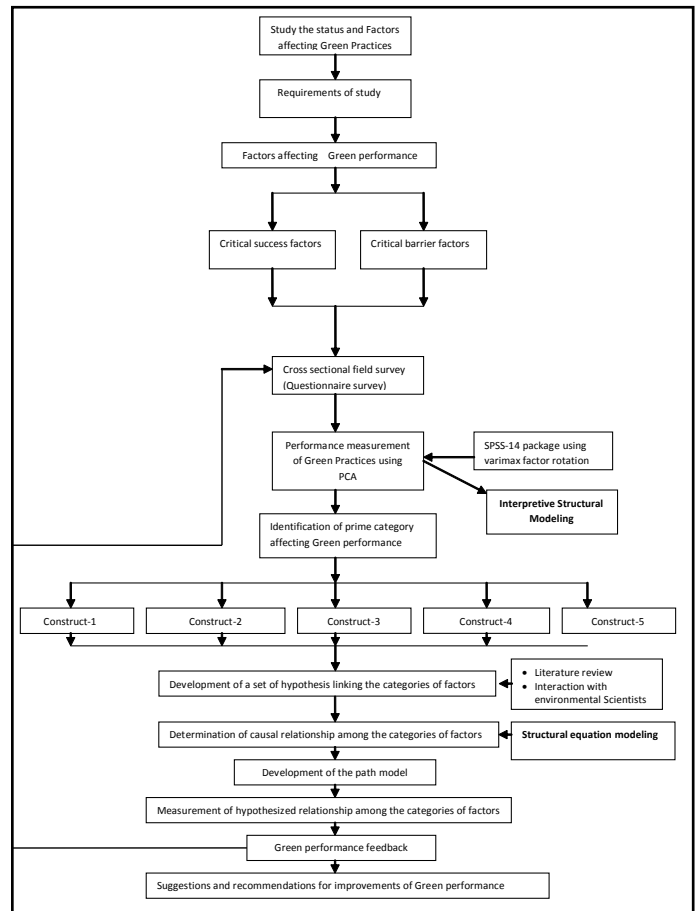 Study the status and Factors
affecting Green Practices
Requirements of study
Factors affecting Green performance
Critical success factors
Critical barrier factors
Cross sectional field survey
(Questionnaire survey)
Performance measurement
of Green Practices using
PCA
SPSS-14 package using
varimax factor rotation
Interpretive Structural
Modeling
Identification of prime category
affecting Green performance
Construct-1
Construct-2
Construct-3
Construct-4
Construct-5
Development of a set of hypothesis linking the categories of factors
• Literature review
• Interaction with
environmental Scientists
Determination of causal relationship among the categories of factors
Structural equation modeling
Development of the path model
Measurement of hypothesized relationship among the categories of factors
Green performance feedback
Suggestions and recommendations for improvements of Green performance